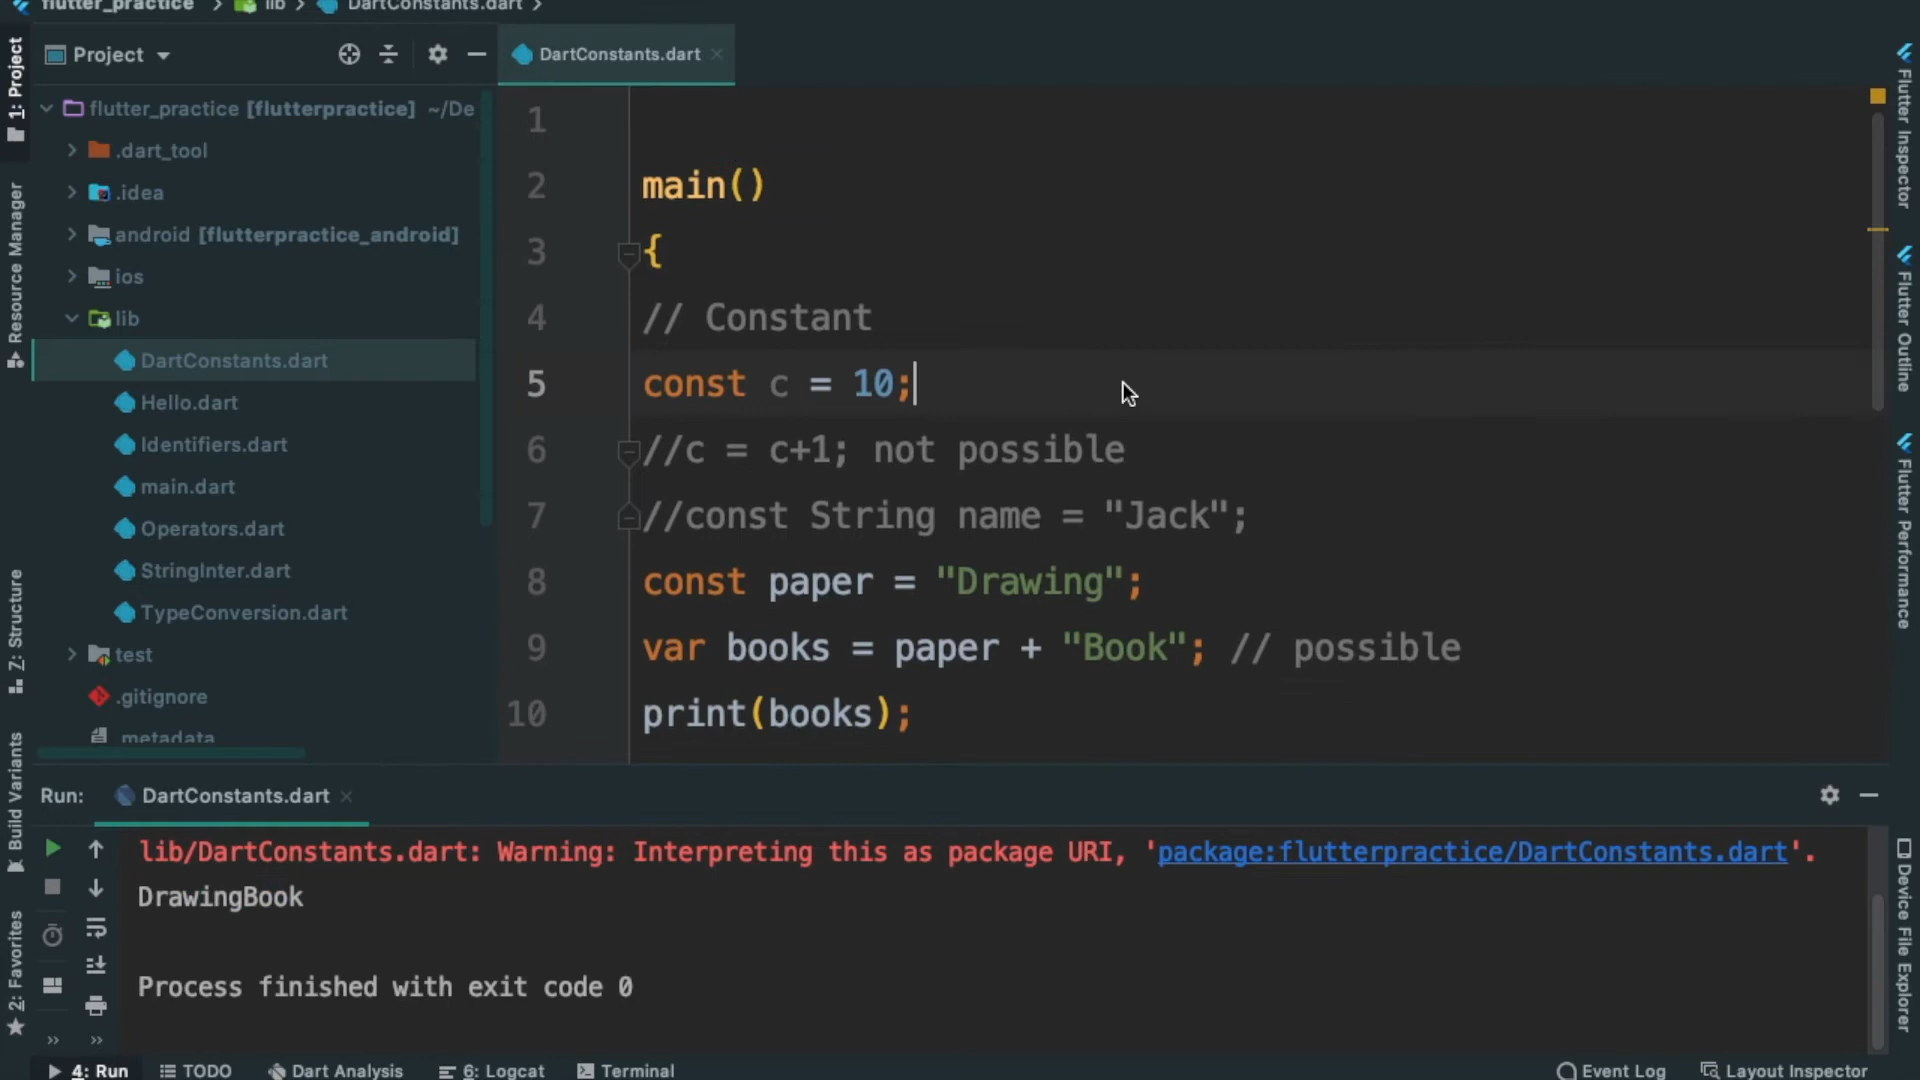 flutter_practice > lib > DartConstants.dart >
Project
DartConstants.dart
1: Project
Resource Manager
Z: Structure
Build Variants
2: Favorites
flutter_practice [flutterpractice] ~/De
.dart_tool
.idea
android [flutterpractice_android]
ios
lib
DartConstants.dart
Hello.dart
Identifiers.dart
main.dart
Operators.dart
StringInter.dart
TypeConversion.dart
test
.gitignore
.metadata
1
2 main()
3 {
4 // Constant
5 const c = 10;
6 //c = c+1; not possible
7 //const String name = "Jack";
8 const paper = "Drawing";
9 var books = paper + "Book"; // possible
10 print(books);
Flutter Inspector
Flutter Outline
Flutter Performance
Device File Explorer
Run: DartConstants.dart
lib/DartConstants.dart: Warning: Interpreting this as package URI, 'package:flutterpractice/DartConstants.dart'.
DrawingBook
Process finished with exit code 0
4: Run TODO Dart Analysis 6: Logcat Terminal Event Log Layout Inspector